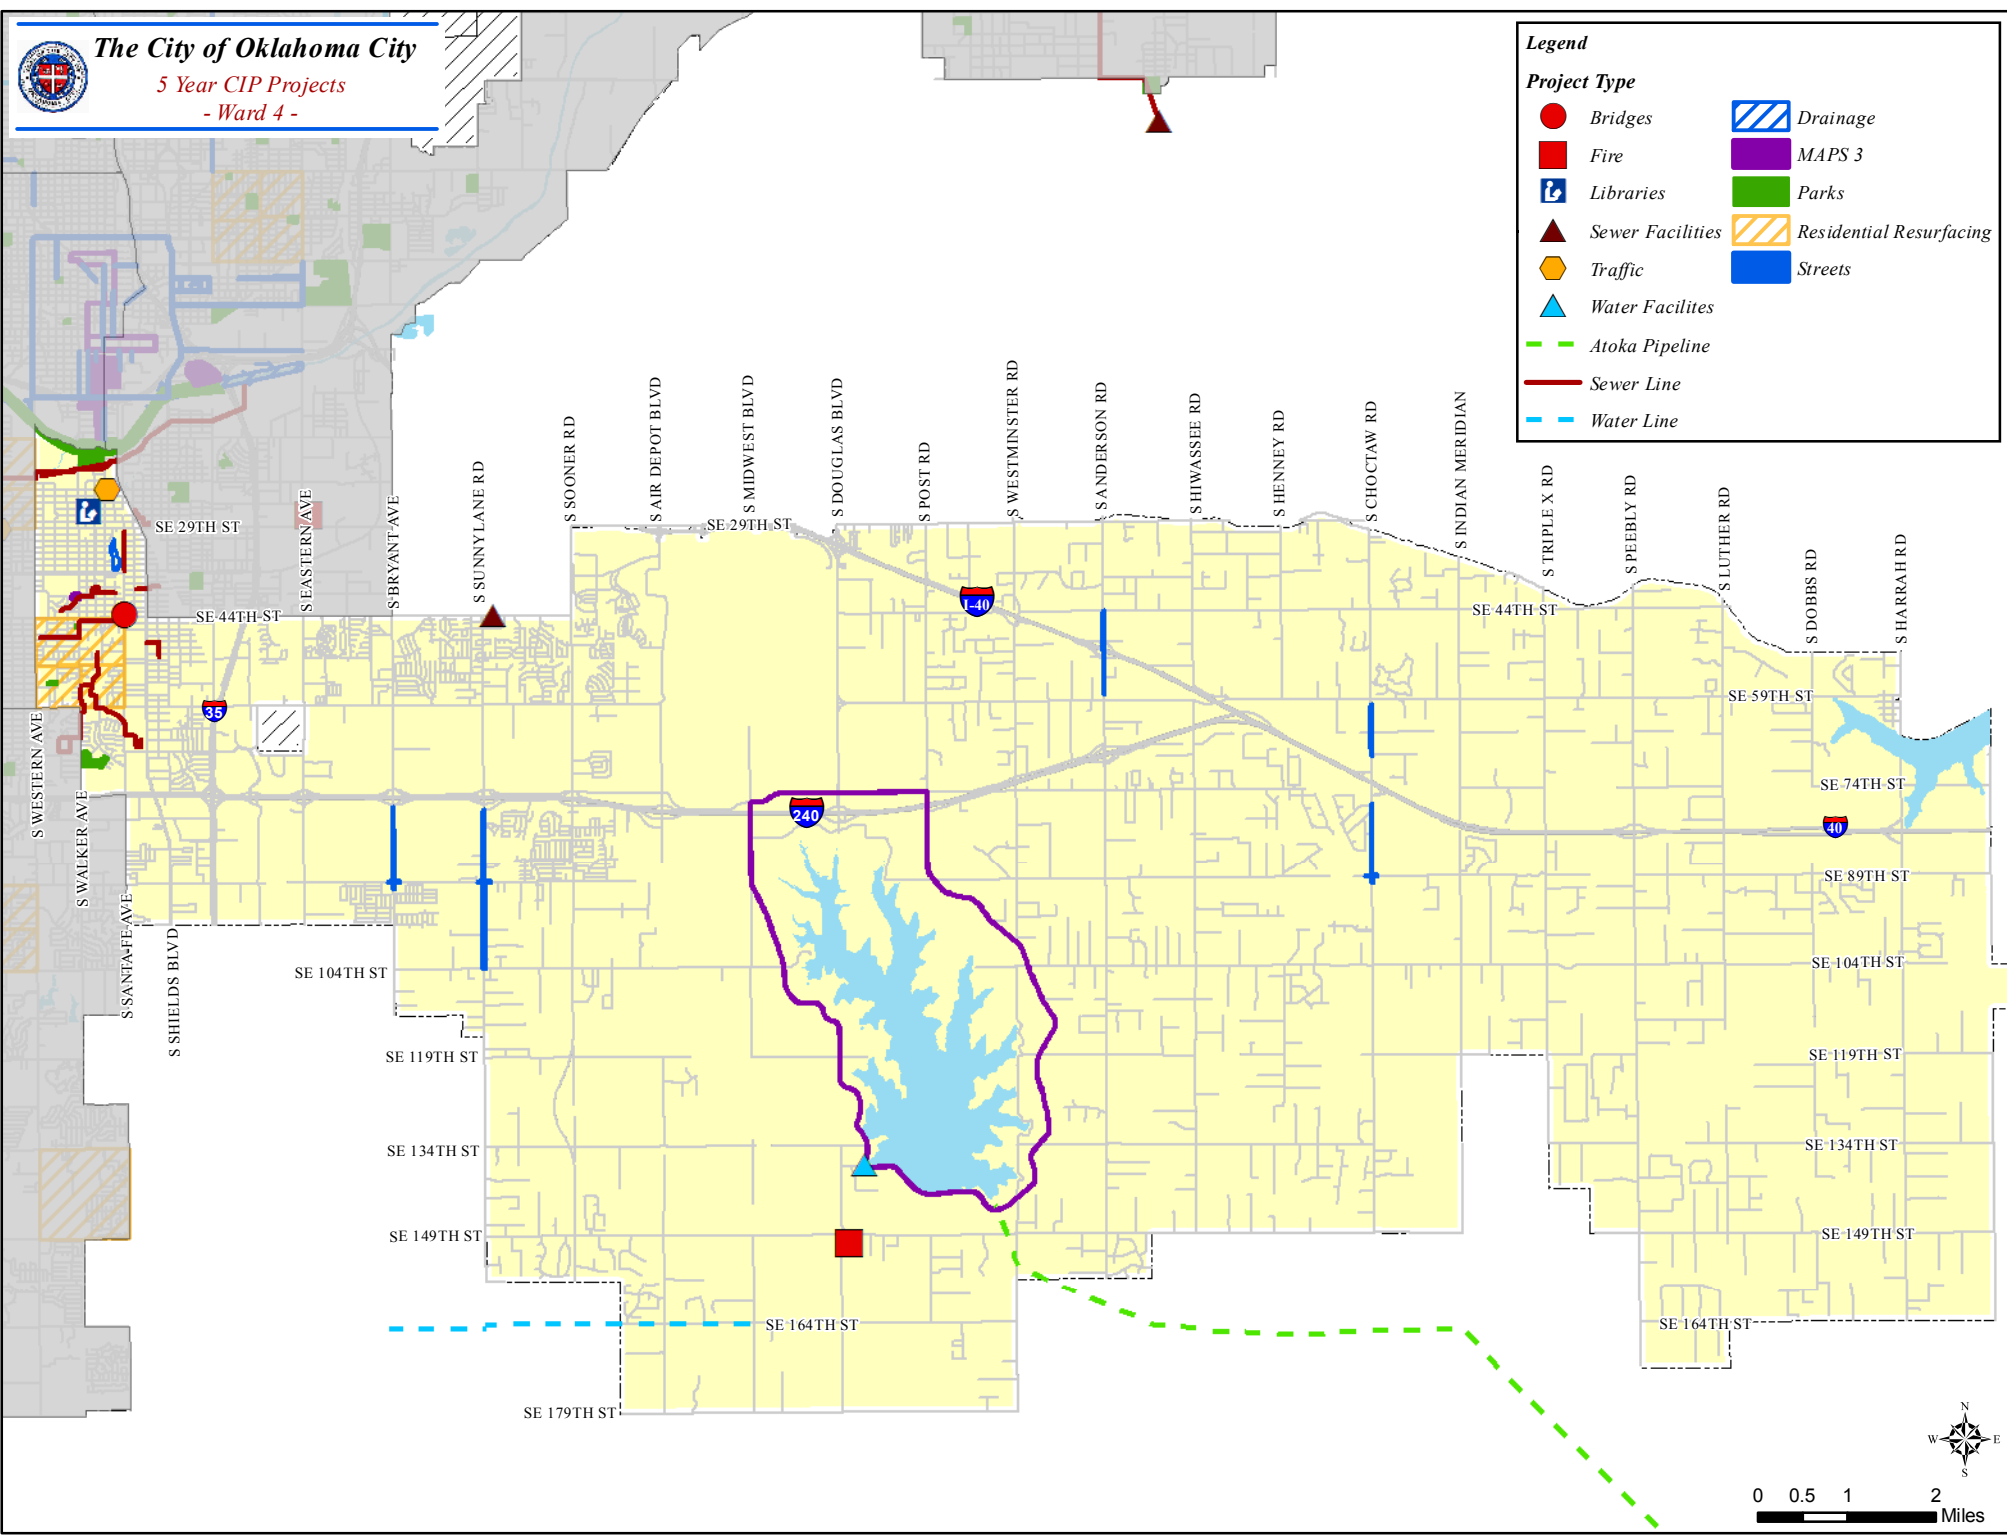 The City of Oklahoma City
5 Year CIP Projects
- Ward 4 -
Legend
Project Type
Bridges
Fire
Libraries
Sewer Facilities
Traffic
Water Facilites
Atoka Pipeline
Sewer Line
Water Line
Drainage
MAPS 3
Parks
Residential Resurfacing
Streets
S SUNNYLANE RD
S SOONER RD
S AIR DEPOT BLVD
S MIDWEST BLVD
S DOUGLAS BLVD
S POST RD
S WESTMINSTER RD
S ANDERSON RD
S HIWASEE RD
S HENNEY RD
S CHOCTAW RD
S INDIAN MERIDIAN
S TRIPLE X RD
S PEEBLY RD
S LUTHER RD
S DOBBS RD
S HARRAH RD
S EASTERN AVE
S BRYANT AVE
SE 29TH ST
SE 29TH ST
I-40
SE 44TH ST
SE 44TH ST
SE 59TH ST
35
S WESTERN AVE
S WALKER AVE
S SANTA FE AVE
S SHIELDS BLVD
240
SE 74TH ST
40
SE 89TH ST
SE 104TH ST
SE 104TH ST
SE 119TH ST
SE 119TH ST
SE 134TH ST
SE 134TH ST
SE 149TH ST
SE 149TH ST
SE 164TH ST
SE 164TH ST
SE 179TH ST
N
W
E
S
0 0.5 1 2
Miles